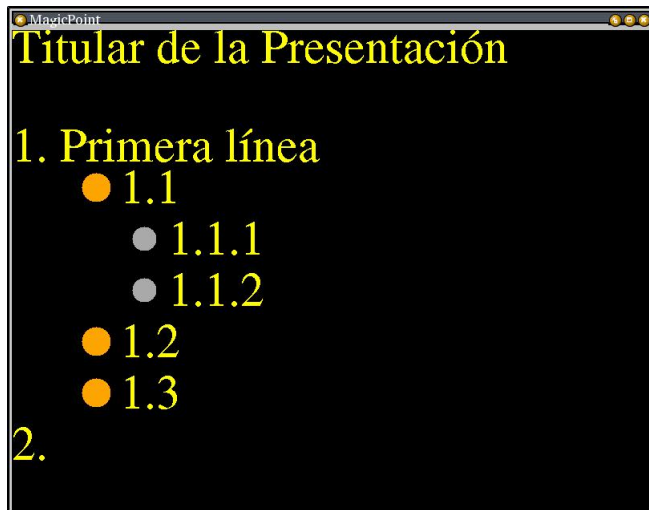 MagicPoint
Titular de la Presentación
1. Primera línea
1.1
1.1.1
1.1.2
1.2
1.3
2.